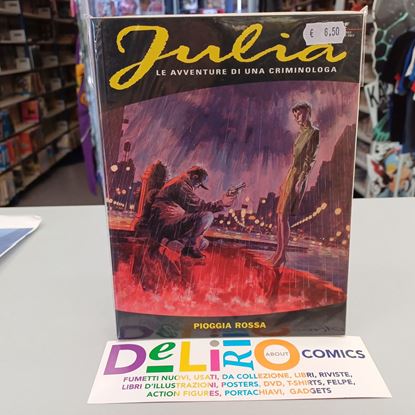 Julia
€ 6,50
LE AVVENTURE DI UNA CRIMINOLOGA
PIOGGIA ROSSA
DeLiRiO ABOUT COMICS
FUMETTI NUOVI, USATI, DA COLLEZIONE, LIBRI, RIVISTE,
LIBRI D'ILLUSTRAZIONI, POSTERS, DVD, T-SHIRTS, FELPE,
ACTION FIGURES, PORTACHIAVI, GADGETS